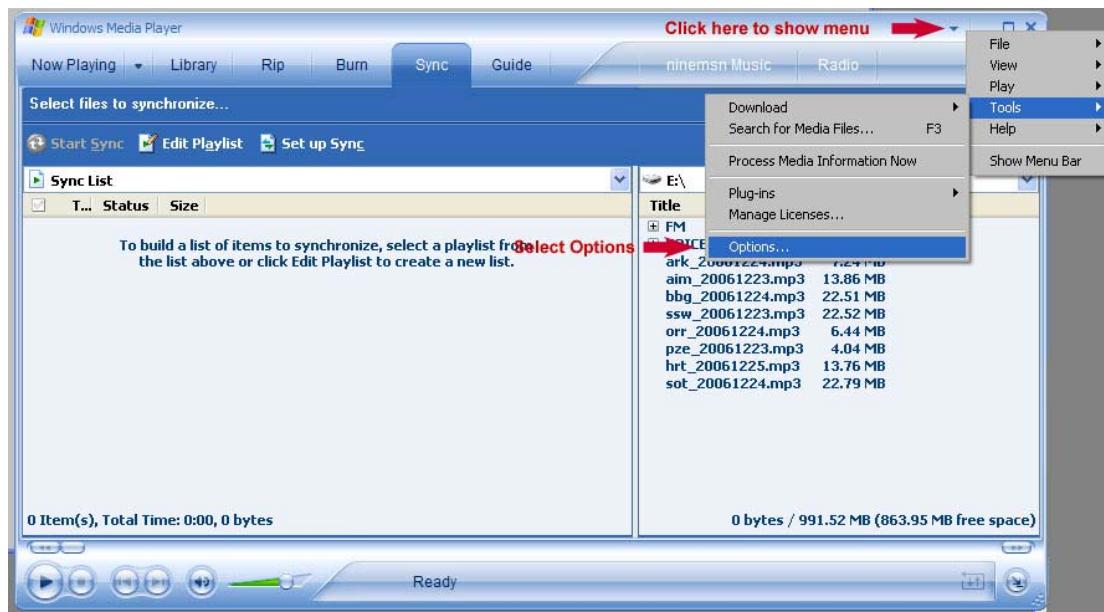 Windows Media Player
Click here to show menu
Now Playing Library Rip Burn Sync Guide ninemsn Music Radio
File
View
Play
Tools
Help
Show Menu Bar
Select files to synchronize...
Download
Search for Media Files... F3
Process Media Information Now
Plug-ins
Manage Licenses...
Options...
Start Sync Edit Playlist Set up Sync
Sync List
T... Status Size
To build a list of items to synchronize, select a playlist from
the list above or click Edit Playlist to create a new list.
Select Options
E:\
Title
FM
ark_20061224.mp3 7.24 MB
aim_20061223.mp3 13.86 MB
bbg_20061224.mp3 22.51 MB
ssw_20061223.mp3 22.52 MB
orr_20061224.mp3 6.44 MB
pze_20061223.mp3 4.04 MB
hrt_20061225.mp3 13.76 MB
sot_20061224.mp3 22.79 MB
0 Item(s), Total Time: 0:00, 0 bytes
0 bytes / 991.52 MB (863.95 MB free space)
Ready